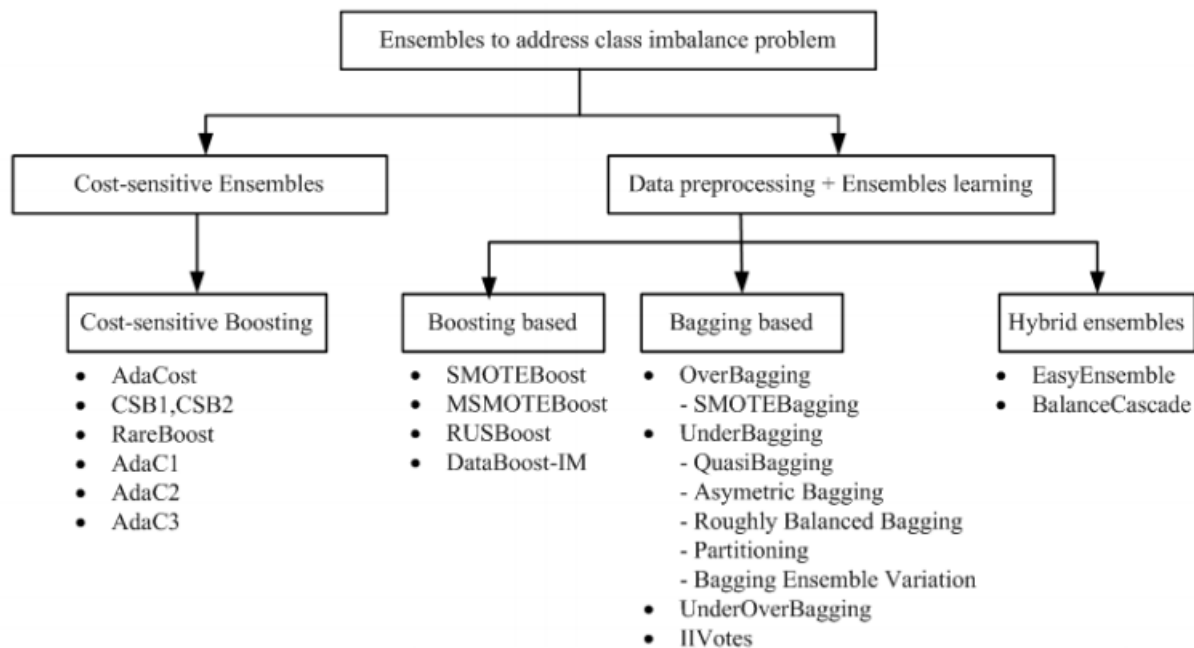 Ensembles to address class imbalance problem
Cost-sensitive Ensembles
Data preprocessing + Ensembles learning
Cost-sensitive Boosting
• AdaCost
• CSB1,CSB2
• RareBoost
• AdaC1
• AdaC2
• AdaC3
Boosting based
• SMOTEBoost
• MSMOTEBoost
• RUSBoost
• DataBoost-IM
Bagging based
• OverBagging
- SMOTEBagging
• UnderBagging
- QuasiBagging
- Asymetric Bagging
- Roughly Balanced Bagging
- Partitioning
- Bagging Ensemble Variation
• UnderOverBagging
• IIVotes
Hybrid ensembles
• EasyEnsemble
• BalanceCascade